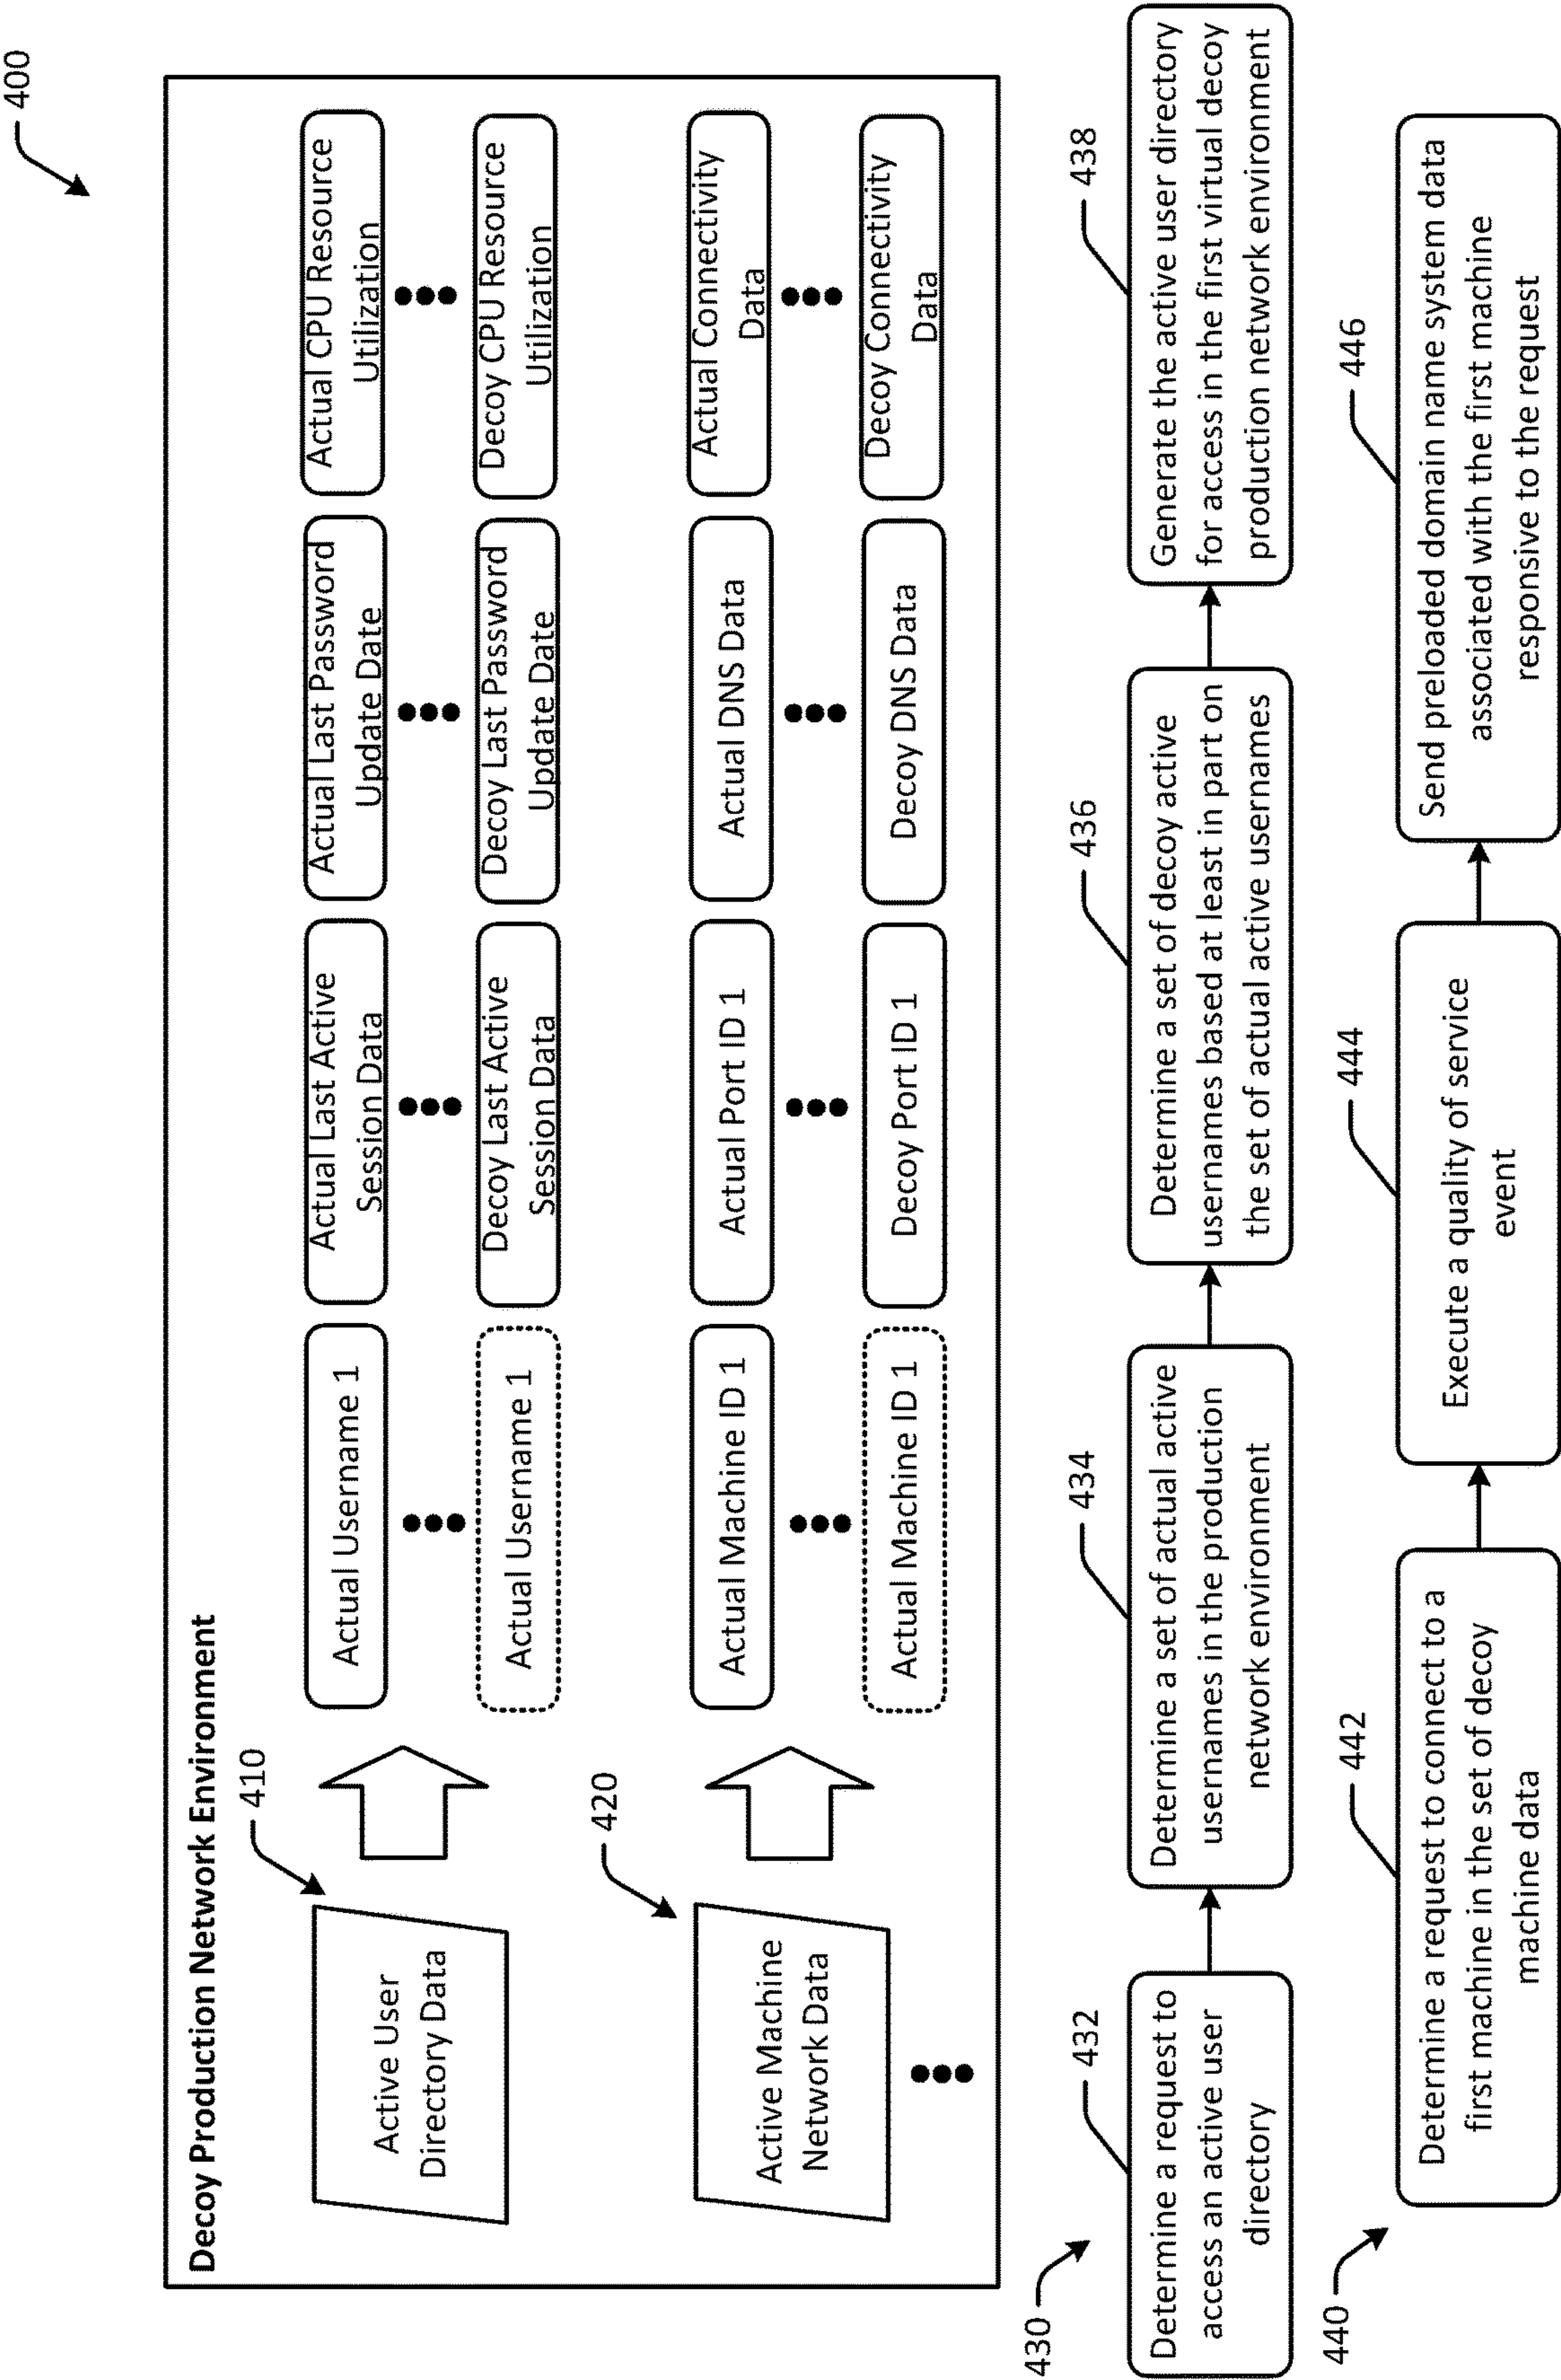 400
Decoy Production Network Environment
410
Active User
Directory Data
Actual Username 1
Actual Last Active
Session Data
Actual Last Password
Update Date
Actual CPU Resource
Utilization
Actual Username 1
Decoy Last Active
Session Data
Decoy Last Password
Update Date
Decoy CPU Resource
Utilization
420
Active Machine
Network Data
Actual Machine ID 1
Actual Port ID 1
Actual DNS Data
Actual Connectivity
Data
Actual Machine ID 1
Decoy Port ID 1
Decoy DNS Data
Decoy Connectivity
Data
430
432
Determine a request to
access an active user
directory
434
Determine a set of actual active
usernames in the production
network environment
436
Determine a set of decoy active
usernames based at least in part on
the set of actual active usernames
438
Generate the active user directory
for access in the first virtual decoy
production network environment
440
442
Determine a request to connect to a
first machine in the set of decoy
machine data
444
Execute a quality of service
event
446
Send preloaded domain name system data
associated with the first machine
responsive to the request